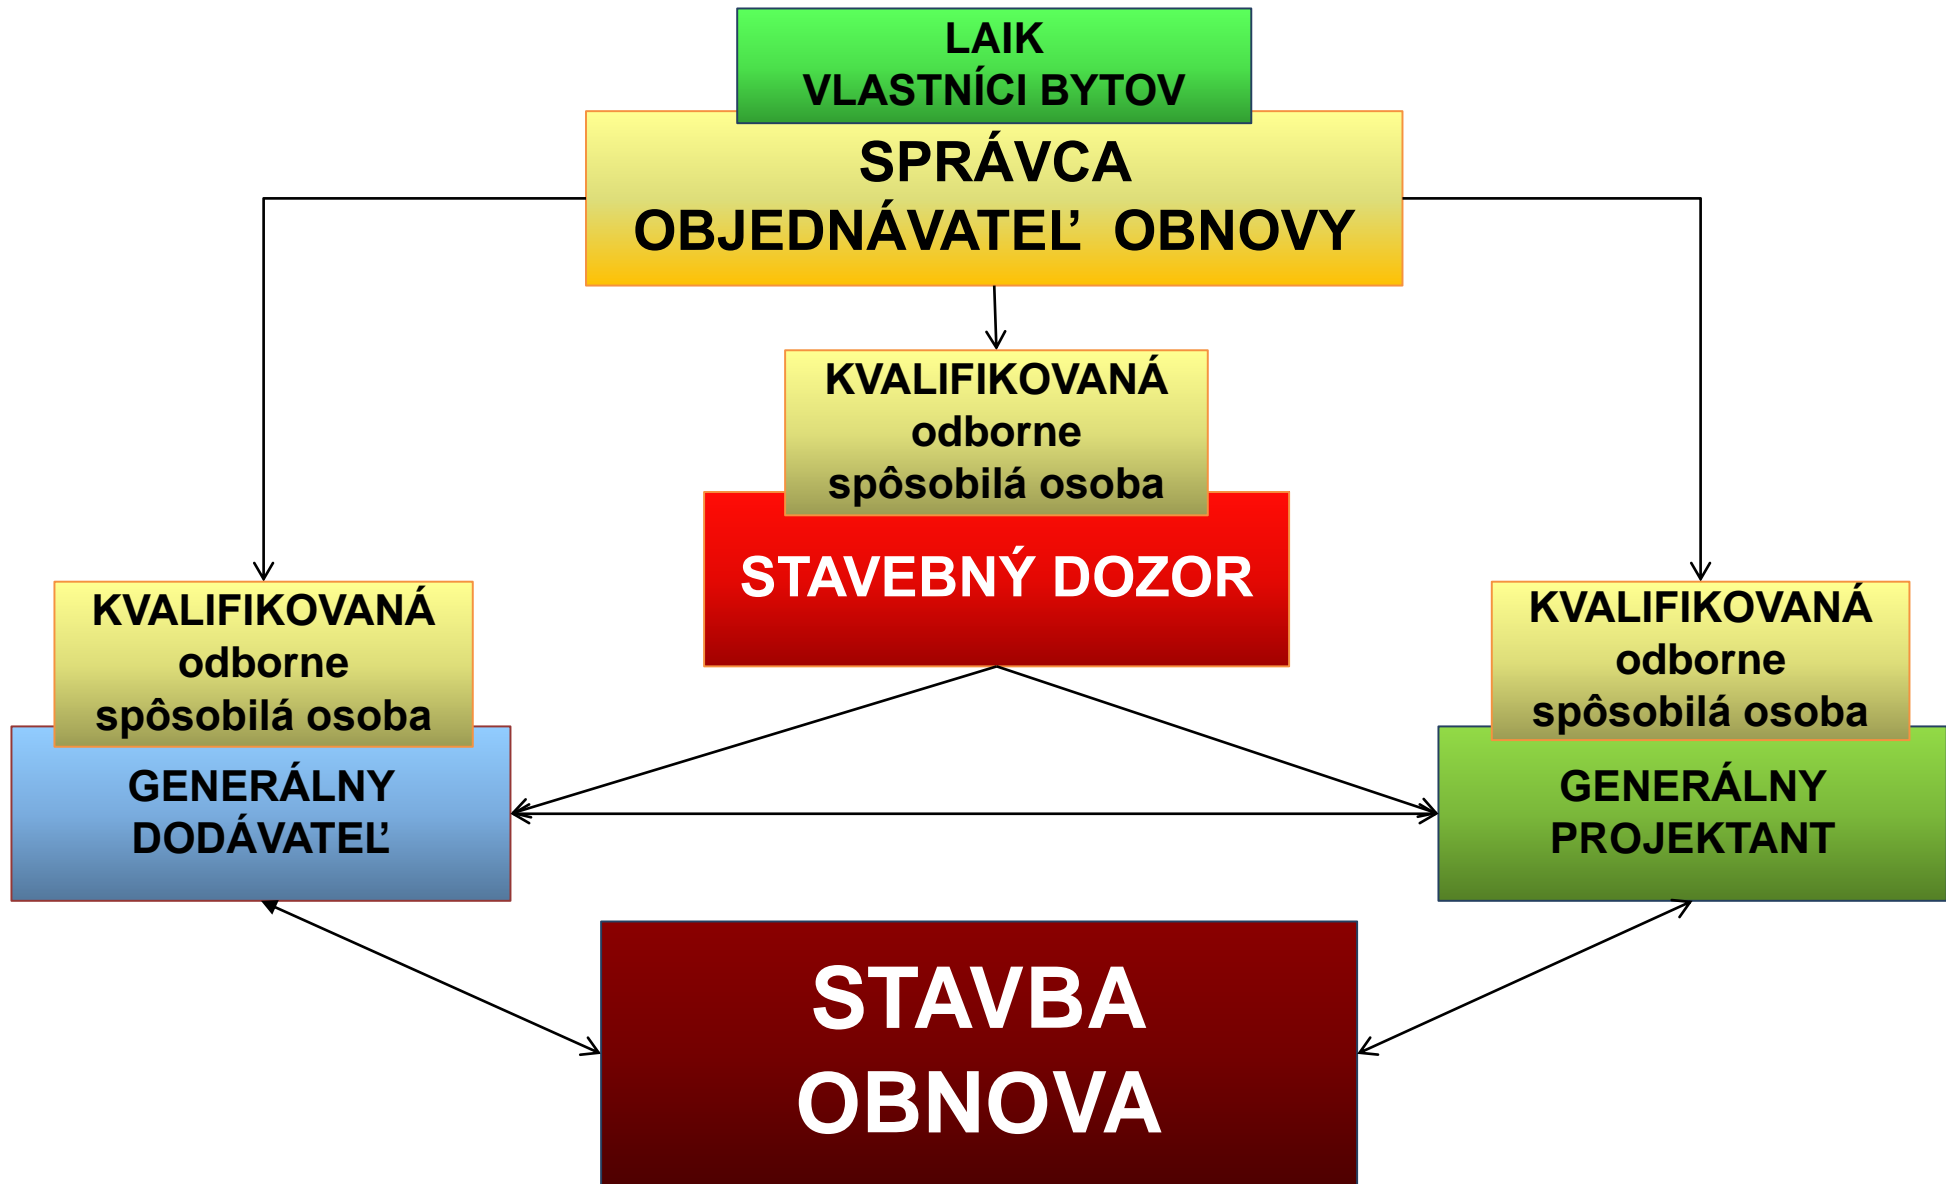 LAIK
VLASTNÍCI BYTOV
SPRÁVCA
OBJEDNÁVATEĽ OBNOVY
KVALIFIKOVANÁ
odborne
spôsobilá osoba
STAVEBNÝ DOZOR
KVALIFIKOVANÁ
odborne
spôsobilá osoba
GENERÁLNY
DODÁVATEĽ
KVALIFIKOVANÁ
odborne
spôsobilá osoba
GENERÁLNY
PROJEKTANT
STAVBA
OBNOVA